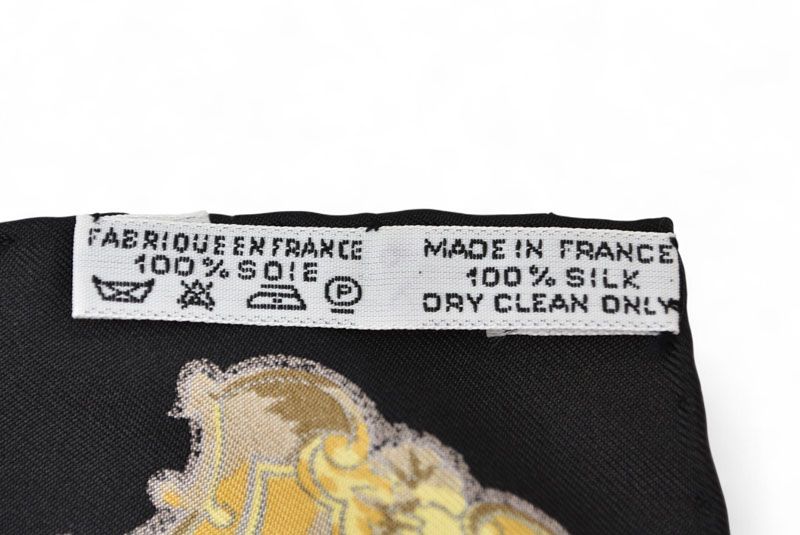 FABRIQUE EN FRANCE
100% SOIE
P
MADE IN FRANCE
100% SILK
DRY CLEAN ONLY